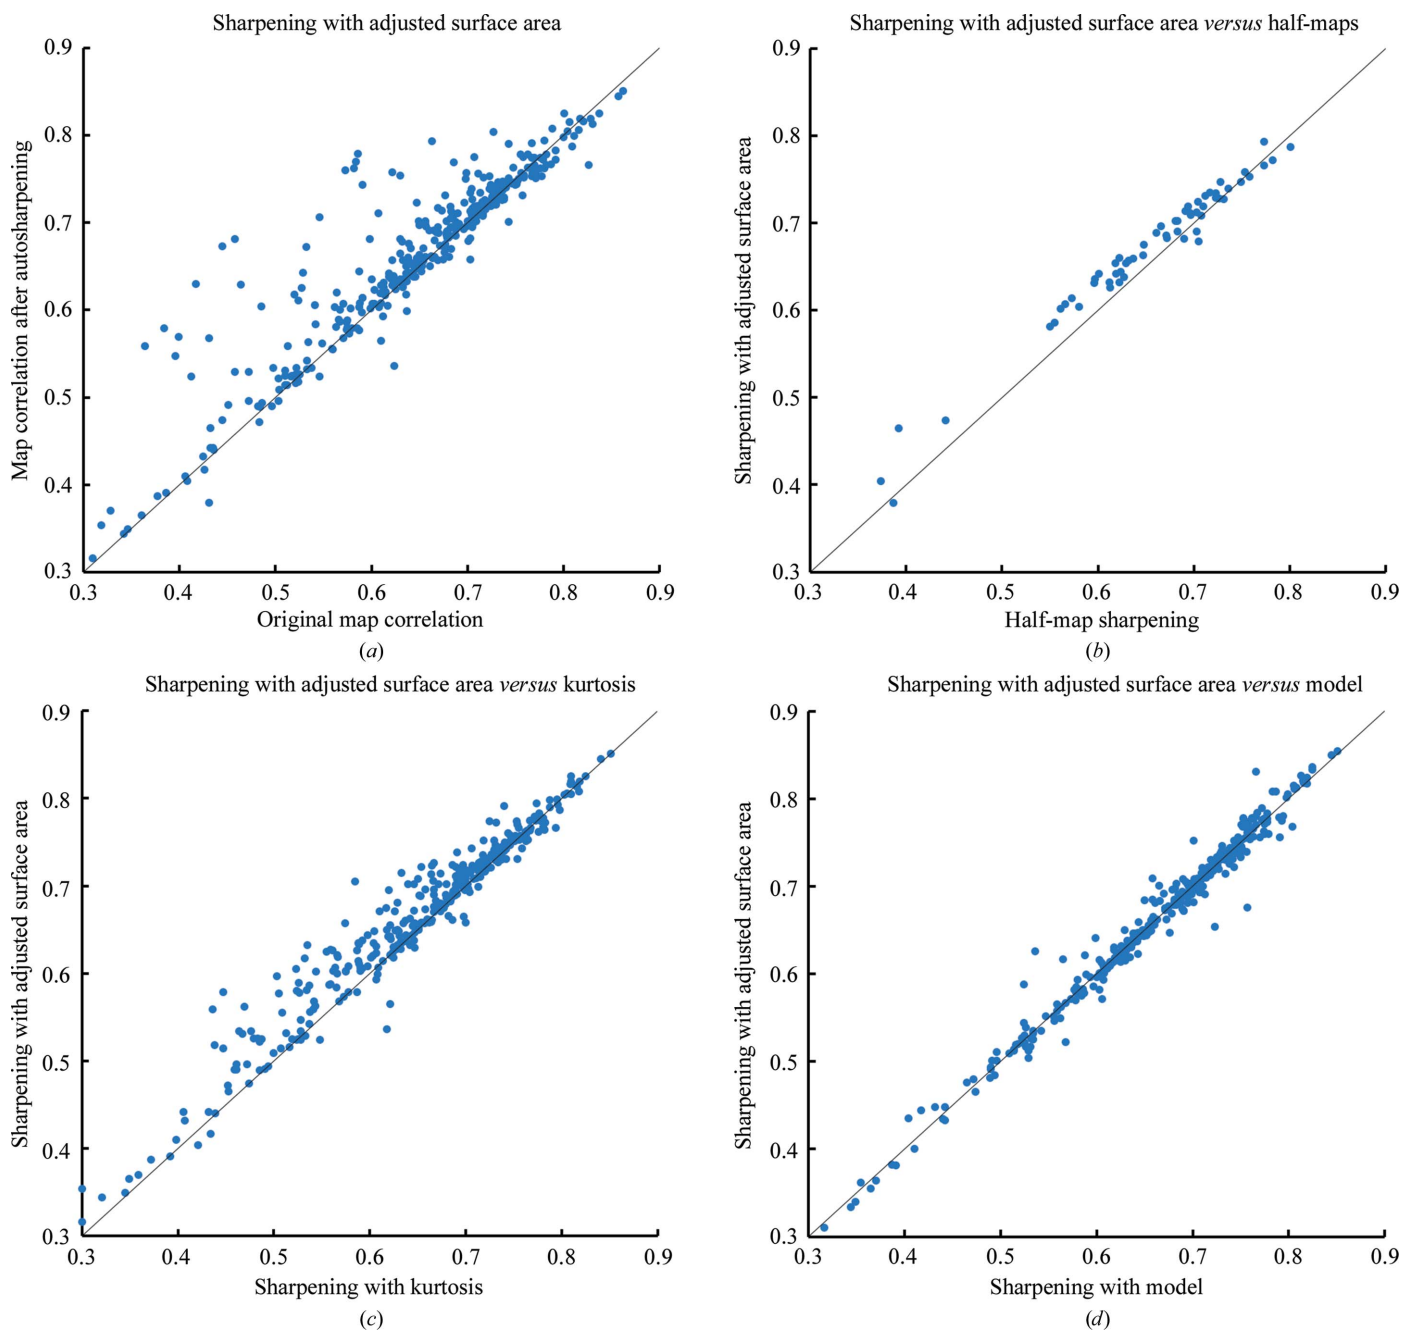 Sharpening with adjusted surface area
Map correlation after autosharpening
0.9
0.8
0.7
0.6
0.5
0.4
0.3
0.3 0.4 0.5 0.6 0.7 0.8 0.9
Original map correlation
(a)
Sharpening with adjusted surface area versus half-maps
Sharpening with adjusted surface area
0.9
0.8
0.7
0.6
0.5
0.4
0.3
0.3 0.4 0.5 0.6 0.7 0.8 0.9
Half-map sharpening
(b)
Sharpening with adjusted surface area versus kurtosis
Sharpening with adjusted surface area
0.9
0.8
0.7
0.6
0.5
0.4
0.3
0.3 0.4 0.5 0.6 0.7 0.8 0.9
Sharpening with kurtosis
(c)
Sharpening with adjusted surface area versus model
Sharpening with adjusted surface area
0.9
0.8
0.7
0.6
0.5
0.4
0.3
0.3 0.4 0.5 0.6 0.7 0.8 0.9
Sharpening with model
(d)